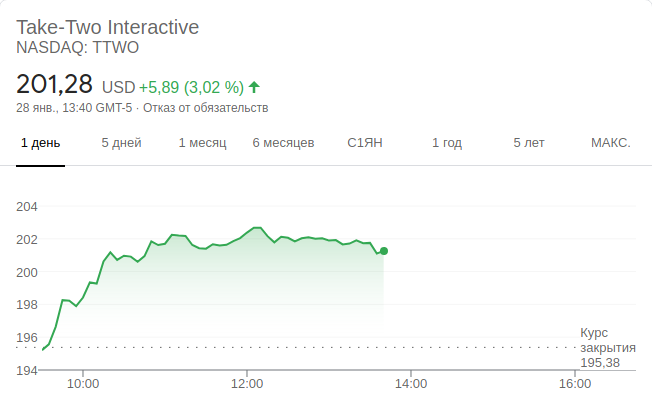 Take-Two Interactive
NASDAQ: TTWO
201,28 USD +5,89 (3,02 %)
28 янв., 13:40 GMT-5 · Отказ от обязательств
1 день 5 дней 1 месяц 6 месяцев С1ЯН 1 год 5 лет МАКС.
204
202
200
198
196
Курс
закрытия
195,38
194
10:00 12:00 14:00 16:00